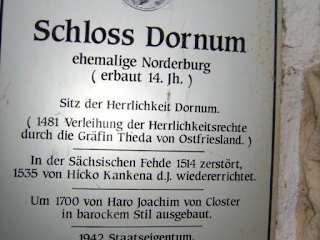 Schloss Dornum
ehemalige Norderburg
( erbaut 14. Jh. )
Sitz der Herrlichkeit Dornum.
( 1481 Verleihung der Herrlichkeitsrechte
durch die Gräfin Theda von Ostfriesland. )
In der Sächsischen Fehde 1514 zerstört,
1535 von Hicko Kankena d.J. wiedererrichtet.
Um 1700 von Haro Joachim von Closter
in barockem Stil ausgebaut.
1942 Staatseigentum.